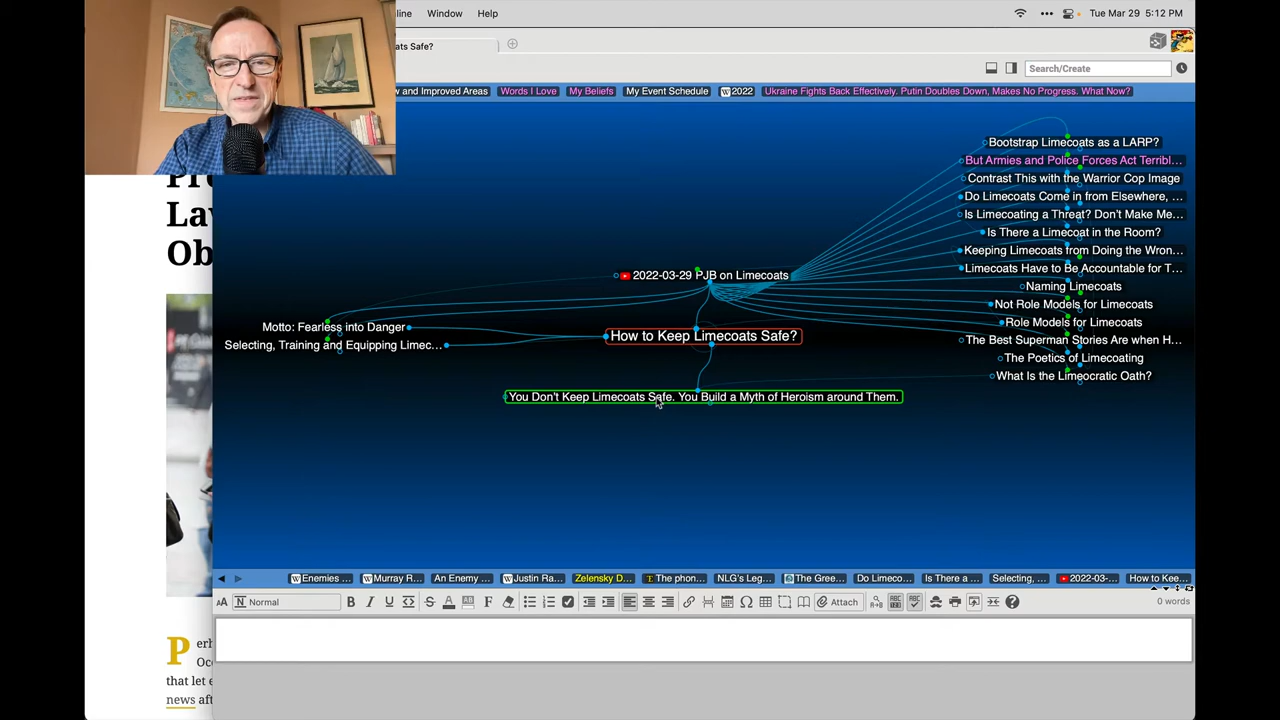 line Window Help
Tue Mar 29 5:12 PM
ats Safe?
Search/Create
w and Improved Areas Words I Love My Beliefs My Event Schedule W 2022 Ukraine Fights Back Effectively. Putin Doubles Down, Makes No Progress. What Now?
Pr
La
Ob
Bootstrap Limecoats as a LARP?
But Armies and Police Forces Act Terribl...
Contrast This with the Warrior Cop Image
Do Limecoats Come in from Elsewhere, ...
Is Limecoating a Threat? Don't Make Me...
Is There a Limecoat in the Room?
Keeping Limecoats from Doing the Wron...
Limecoats Have to Be Accountable for T...
Naming Limecoats
Not Role Models for Limecoats
Role Models for Limecoats
The Best Superman Stories Are when H...
The Poetics of Limecoating
What Is the Limeocratic Oath?
2022-03-29 PJB on Limecoats
Motto: Fearless into Danger
Selecting, Training and Equipping Limec...
How to Keep Limecoats Safe?
You Don't Keep Limecoats Safe. You Build a Myth of Heroism around Them.
W Enemies ... W Murray R... An Enemy ... W Justin Ra... Zelensky D... T The phon... NLG's Leg... The Gree... Do Limeco... Is There a ... Selecting, ... 2022-03-... How to Kee...
AA N Normal B I U S A F Ω Attach 0 words
P erh
Occ
that let e
news aft